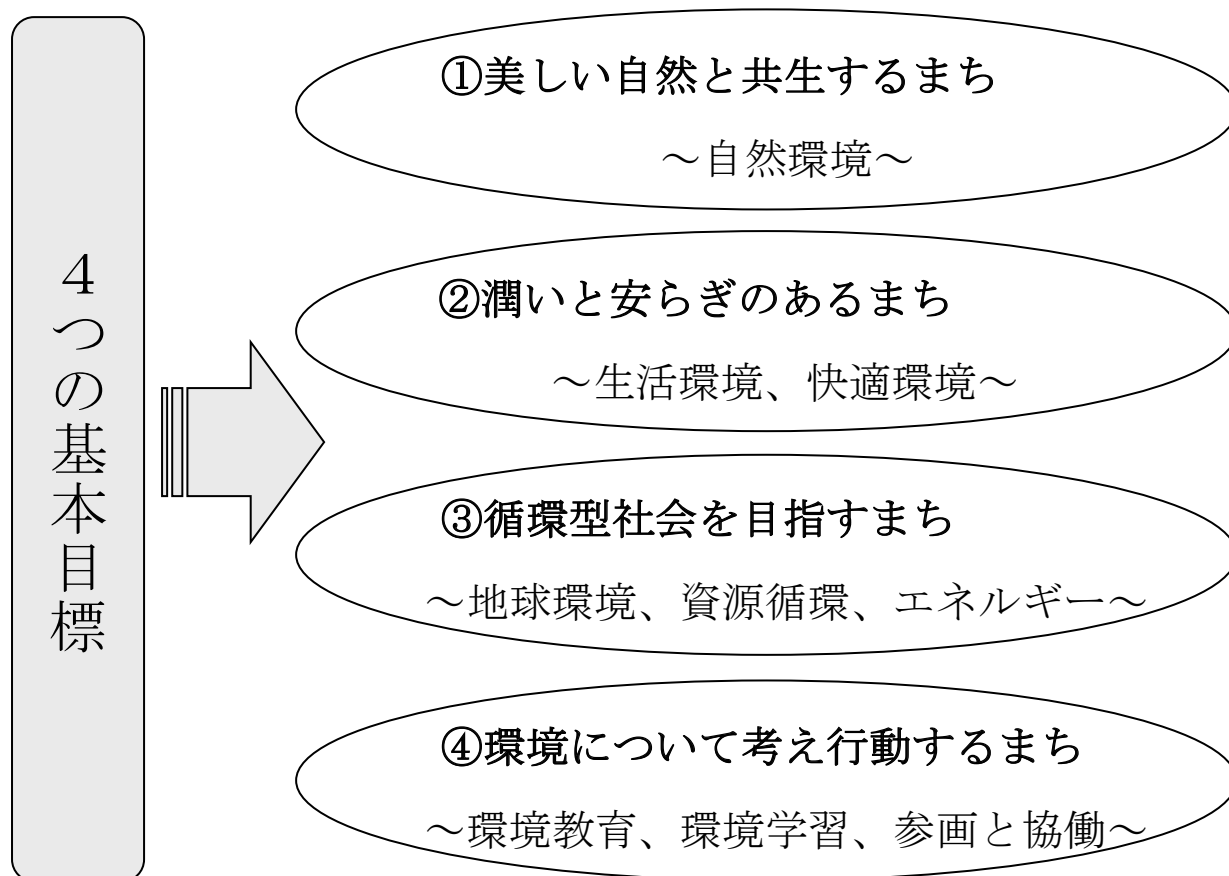 4つの基本目標
①美しい自然と共生するまち
～自然環境～
②潤いと安らぎのあるまち
～生活環境、快適環境～
③循環型社会を目指すまち
～地球環境、資源循環、エネルギー～
④環境について考え行動するまち
～環境教育、環境学習、参画と協働～